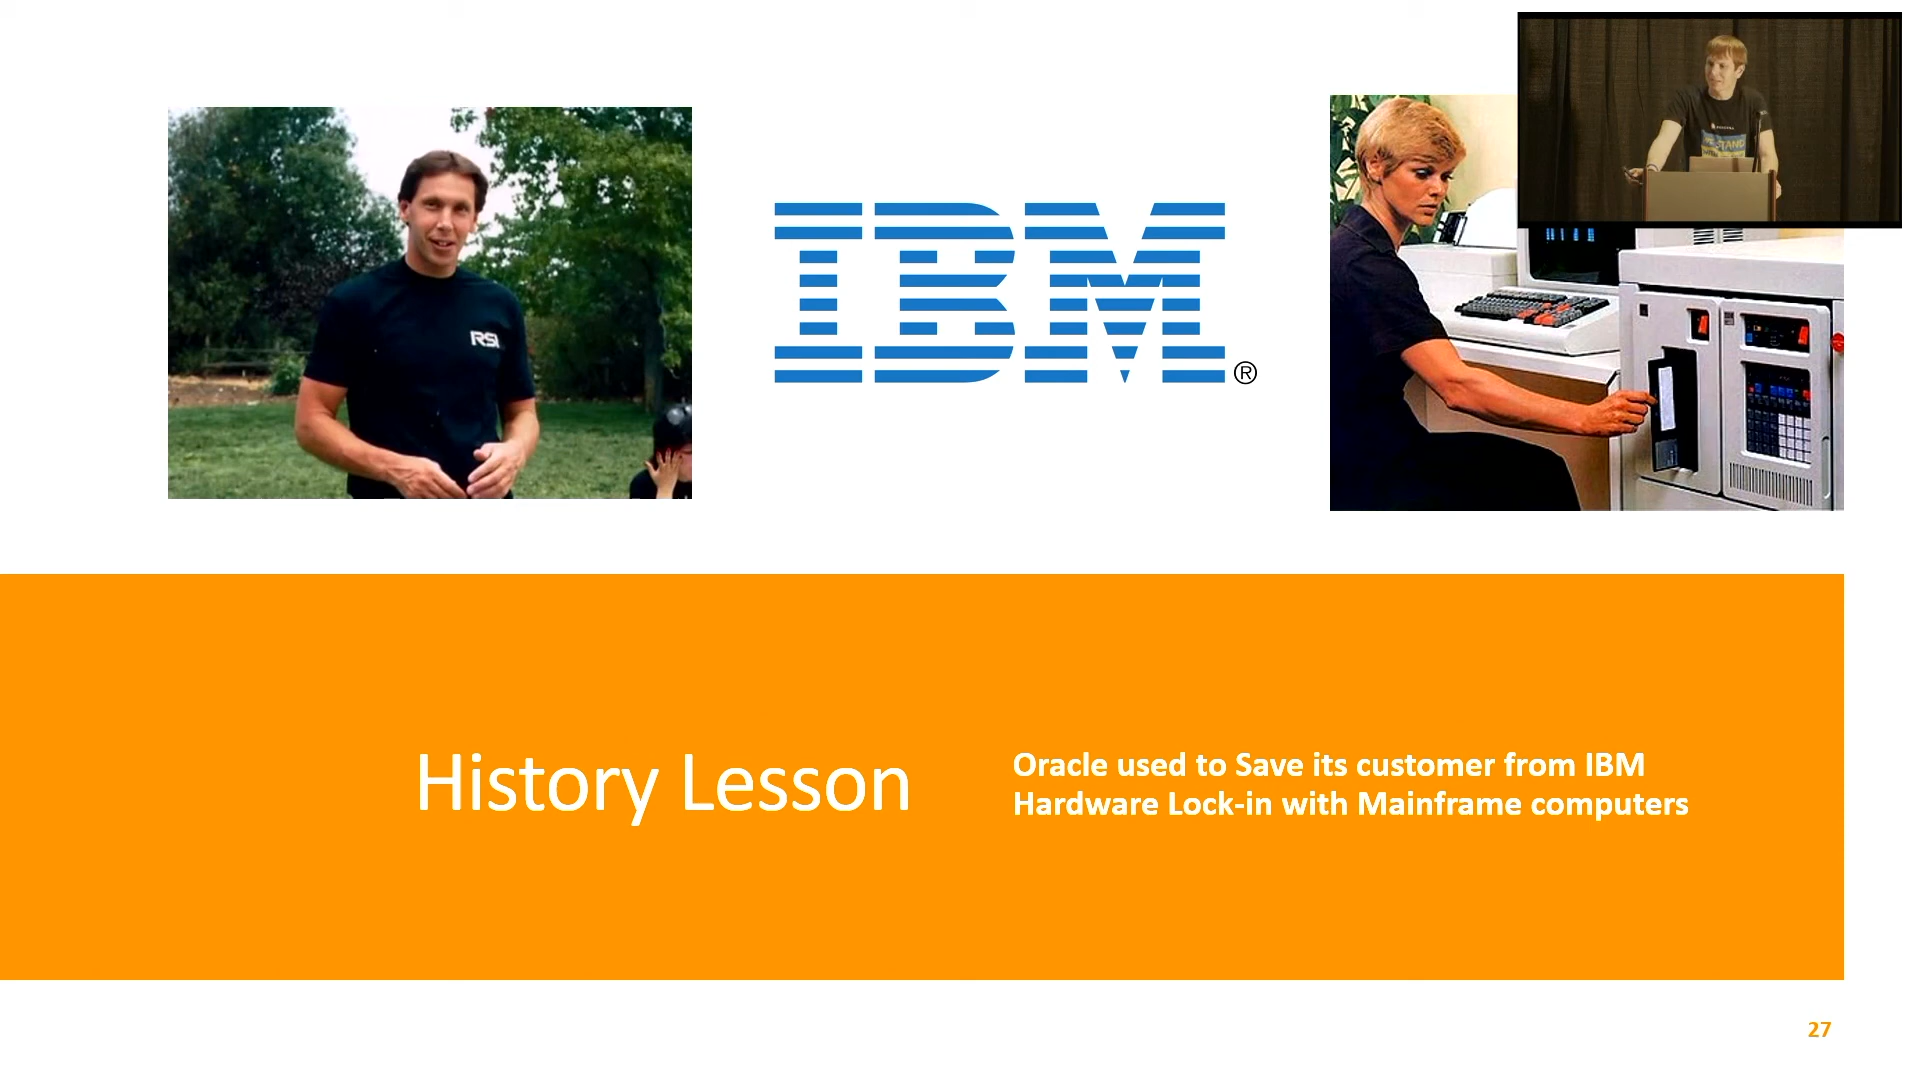 RSI
IBM
®
STAND
History Lesson
Oracle used to Save its customer from IBM
Hardware Lock-in with Mainframe computers
27